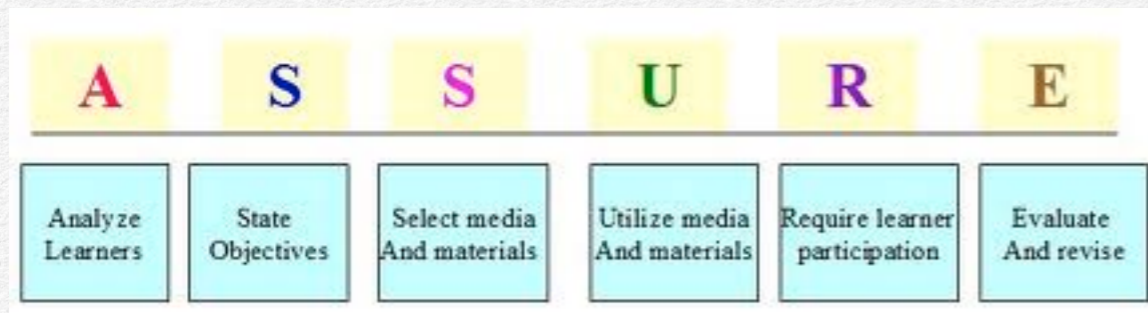 A S S U R E
Analyze
Learners
State
Objectives
Select media
And materials
Utilize media
And materials
Require learner
participation
Evaluate
And revise